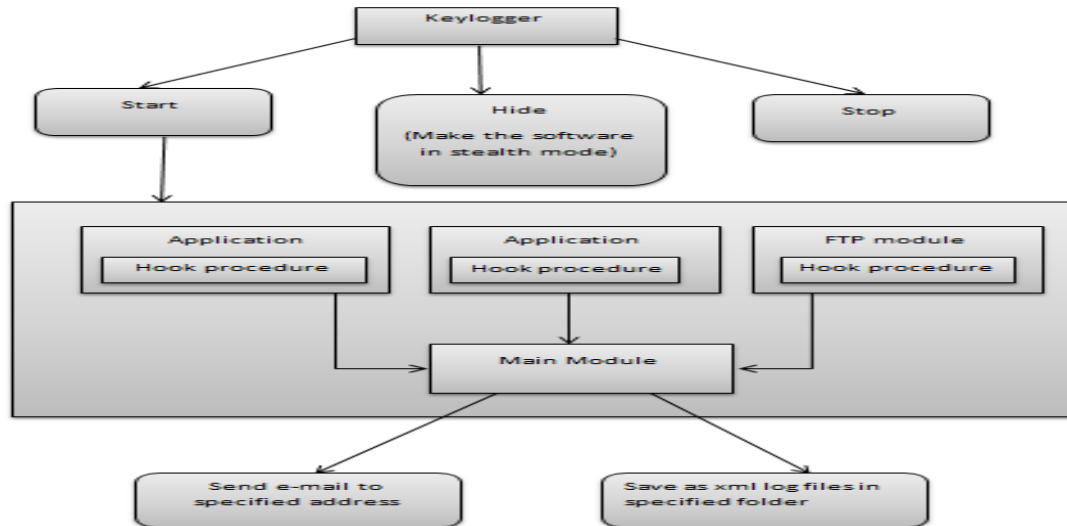 Keylogger
Start
Hide
(Make the software
in stealth mode)
Stop
Application
Hook procedure
Application
Hook procedure
FTP module
Hook procedure
Main Module
Send e-mail to
specified address
Save as xml log files in
specified folder